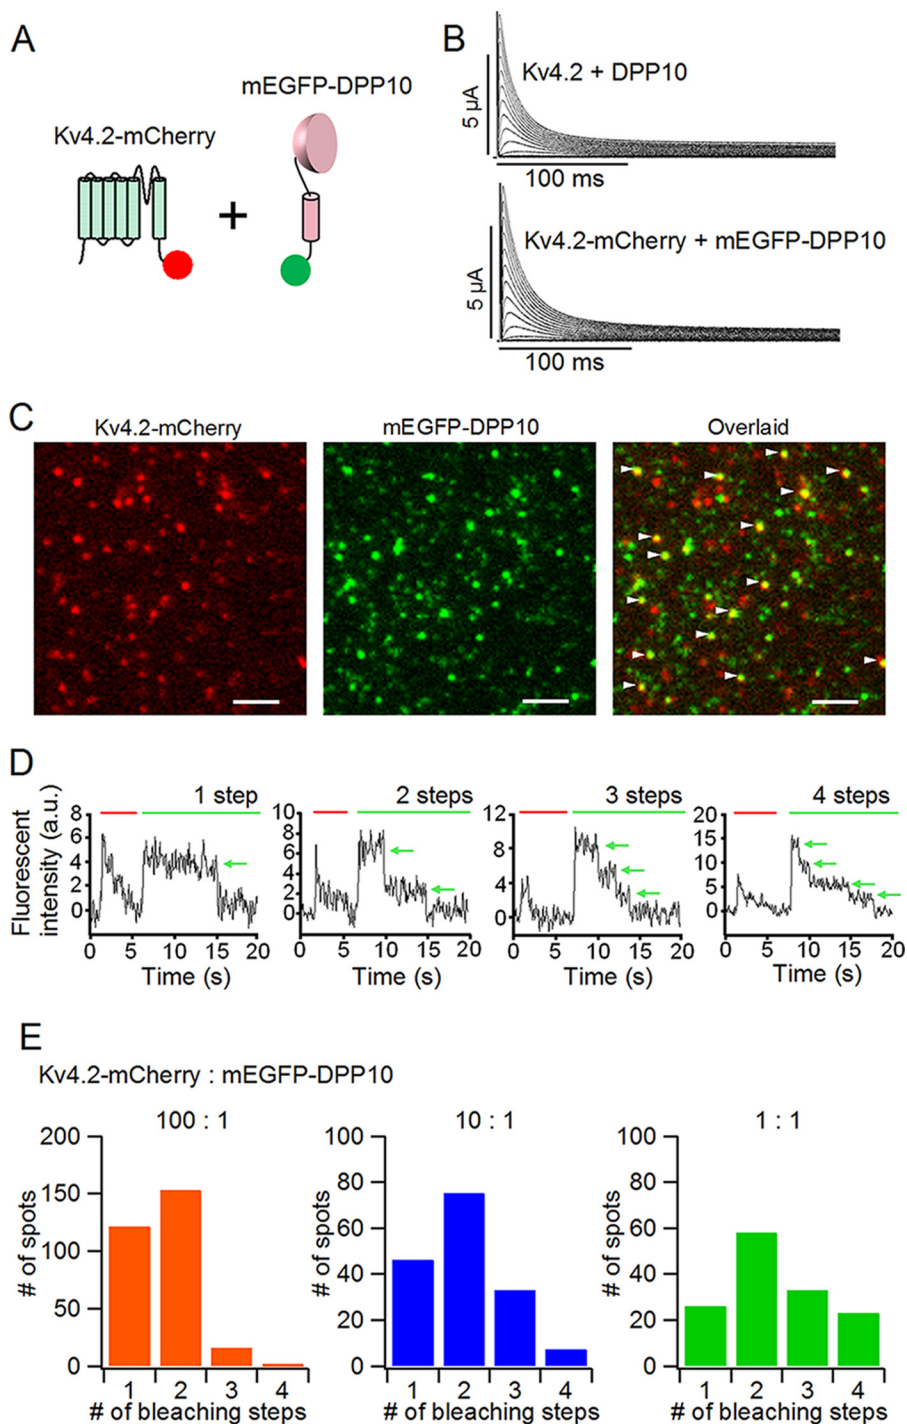 A
Kv4.2-mCherry
+
mEGFP-DPP10
B
5 µA
Kv4.2 + DPP10
100 ms
5 µA
Kv4.2-mCherry + mEGFP-DPP10
100 ms
C
Kv4.2-mCherry
mEGFP-DPP10
Overlaid
D
Fluorescent
intensity (a.u.)
1 step
8
6
4
2
0
0 5 10 15 20
Time (s)
2 steps
10
8
6
4
2
0
0 5 10 15 20
Time (s)
3 steps
12
8
4
0
0 5 10 15 20
Time (s)
4 steps
20
15
10
5
0
0 5 10 15 20
Time (s)
E
Kv4.2-mCherry : mEGFP-DPP10
100 : 1
# of spots
200
150
100
50
0
1 2 3 4
# of bleaching steps
10 : 1
# of spots
100
80
60
40
20
0
1 2 3 4
# of bleaching steps
1 : 1
# of spots
100
80
60
40
20
0
1 2 3 4
# of bleaching steps